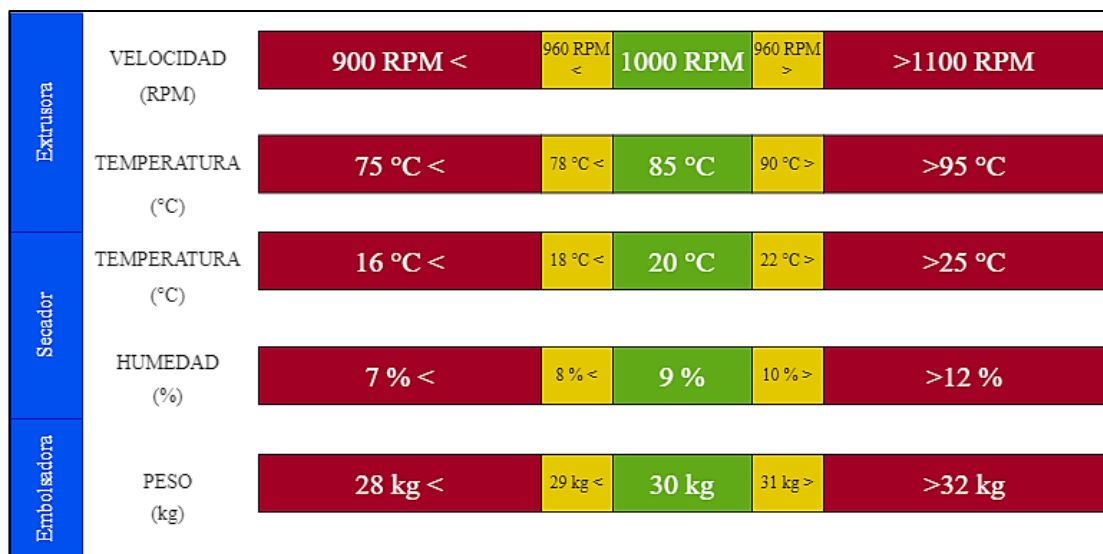 Extrusora
VELOCIDAD
(RPM)
900 RPM <
960 RPM
<
1000 RPM
960 RPM
>
>1100 RPM
TEMPERATURA
(°C)
75 °C <
78 °C <
85 °C
90 °C >
>95 °C
Secador
TEMPERATURA
(°C)
16 °C <
18 °C <
20 °C
22 °C >
>25 °C
HUMEDAD
(%)
7 % <
8 % <
9 %
10 % >
>12 %
Embolsadora
PESO
(kg)
28 kg <
29 kg <
30 kg
31 kg >
>32 kg